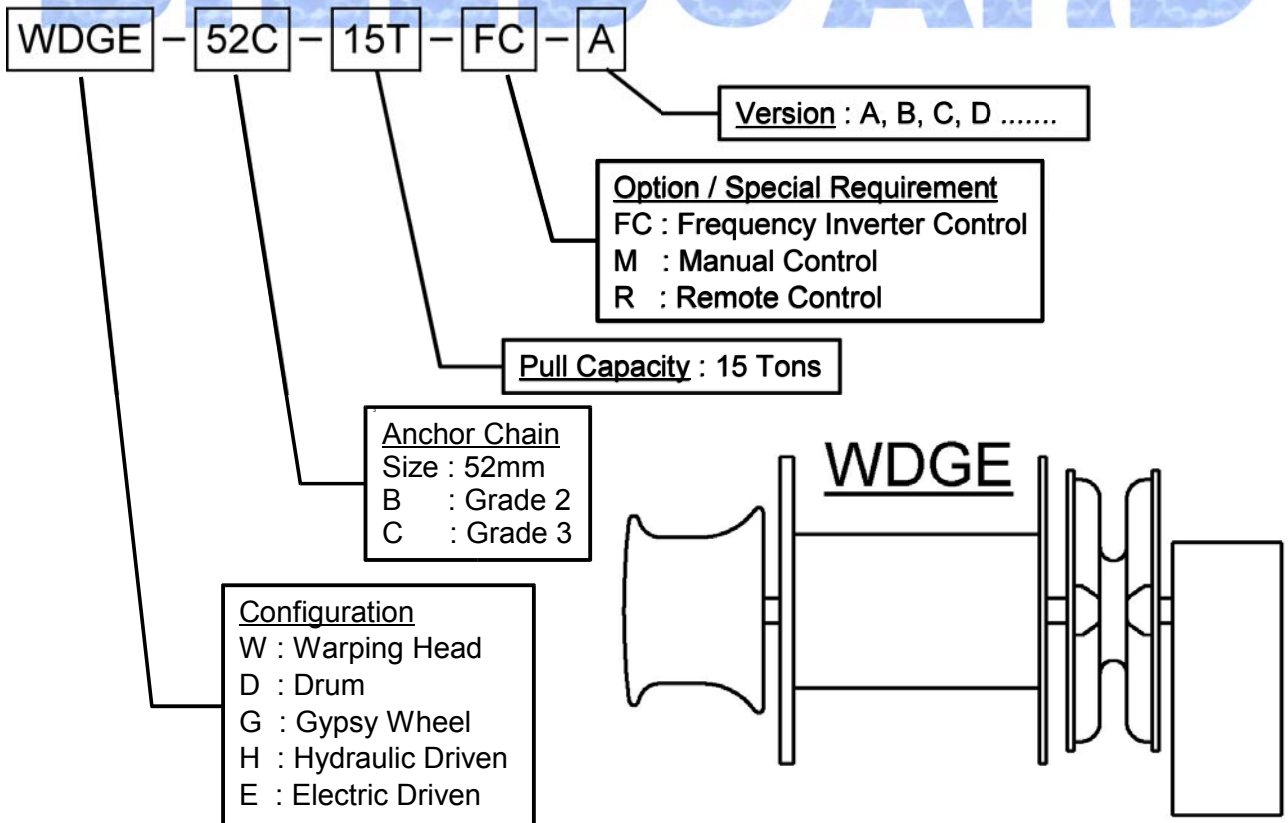 WDGE – 52C – 15T – FC – A
Version : A, B, C, D .......
Option / Special Requirement
FC : Frequency Inverter Control
M : Manual Control
R : Remote Control
Pull Capacity : 15 Tons
Anchor Chain
Size : 52mm
B : Grade 2
C : Grade 3
WDGE
Configuration
W : Warping Head
D : Drum
G : Gypsy Wheel
H : Hydraulic Driven
E : Electric Driven